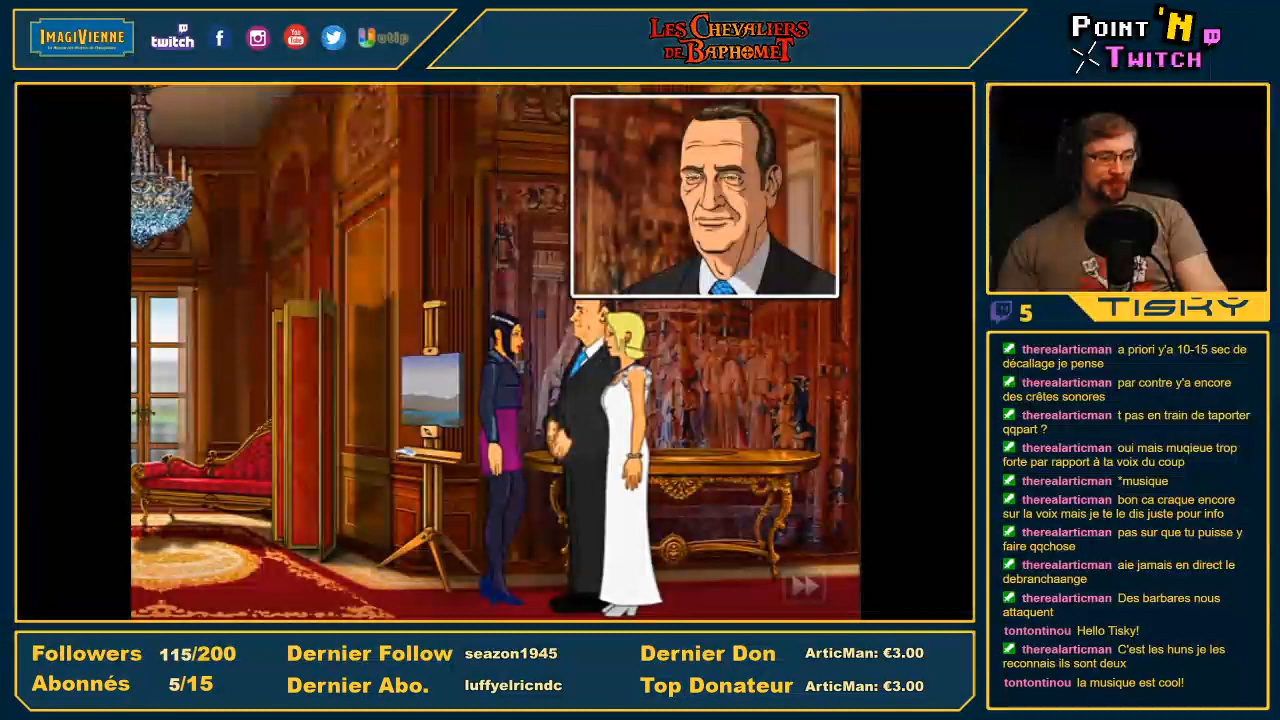 ImagiVienne
twitch
utip
Les Chevaliers
de Baphomet
Point 'N
Twitch
5
TISKY
therealarticman a priori y'a 10-15 sec de
décallage je pense
therealarticman par contre y'a encore
des crêtes sonores
therealarticman t pas en train de taporter
qqpart ?
therealarticman oui mais muqieue trop
forte par rapport à ta voix du coup
therealarticman *musique
therealarticman bon ca craque encore
sur la voix mais je te le dis juste pour info
therealarticman pas sur que tu puisse y
faire qqchose
therealarticman aie jamais en direct le
debranchaange
therealarticman Des barbares nous
attaquent
tontontinou Hello Tisky!
therealarticman C'est les huns je les
reconnais ils sont deux
tontontinou la musique est cool!
Followers 115/200
Dernier Follow seazon1945
Dernier Don ArticMan: €3.00
Abonnés 5/15
Dernier Abo. luffyelricndc
Top Donateur ArticMan: €3.00